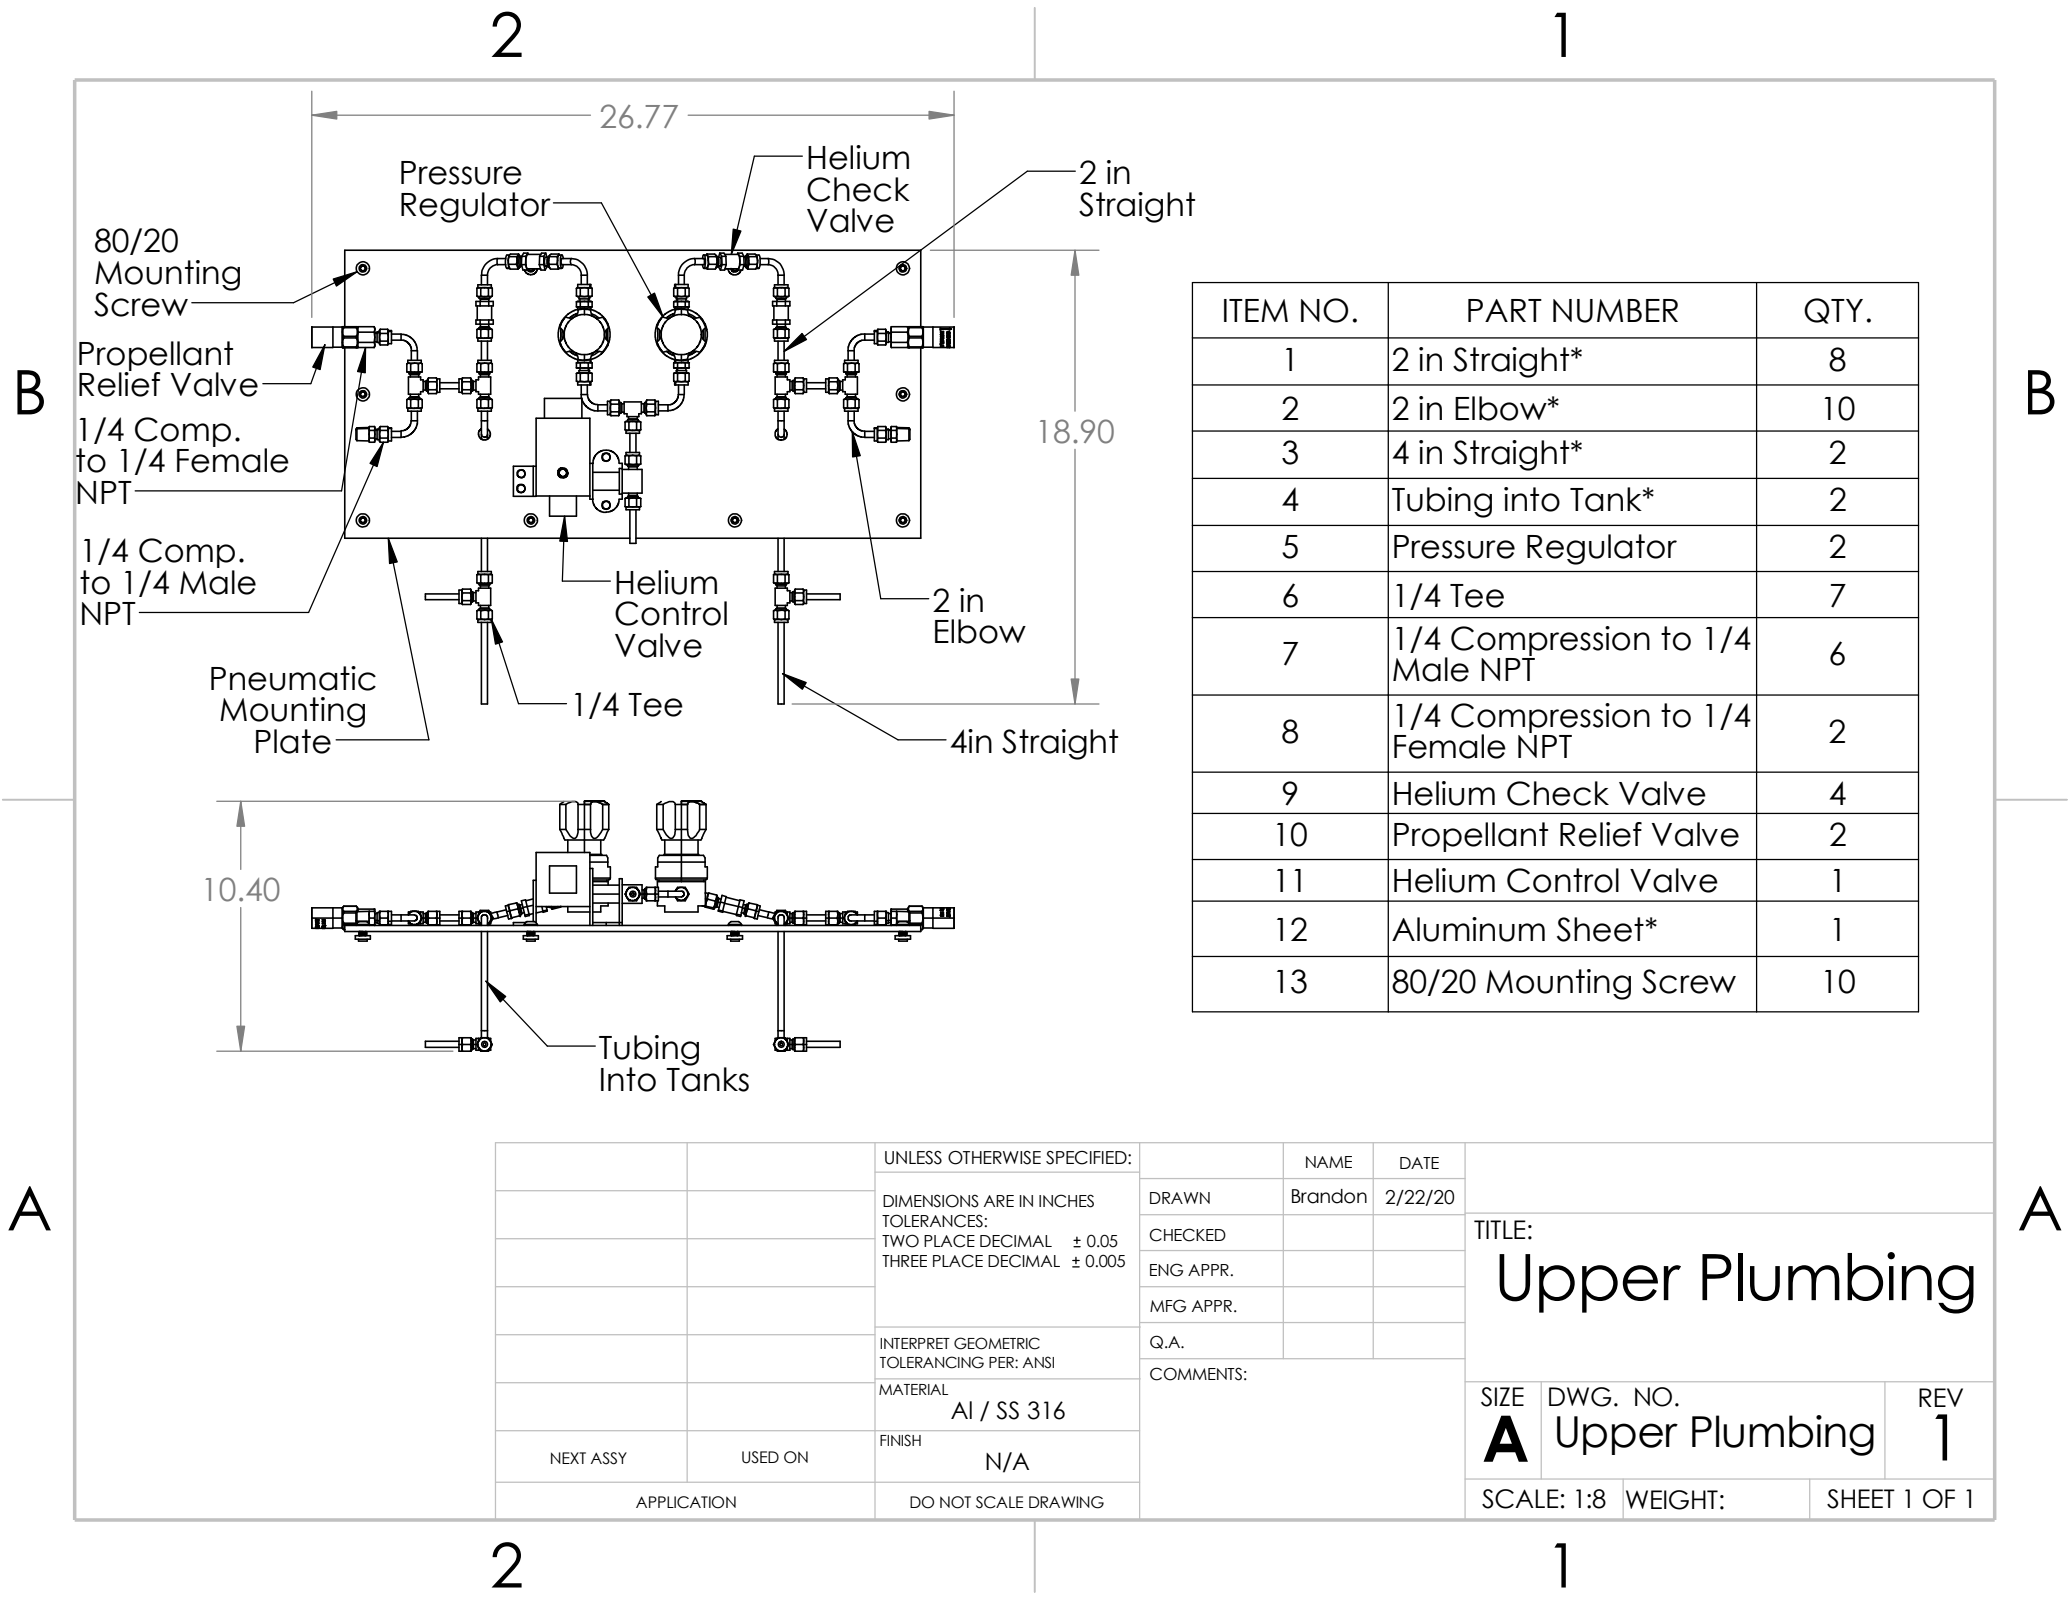 2
1
26.77
Pressure
Regulator
Helium
Check
Valve
2 in
Straight
80/20
Mounting
Screw
Propellant
Relief Valve
1/4 Comp.
to 1/4 Female
NPT
1/4 Comp.
to 1/4 Male
NPT
18.90
Helium
Control
Valve
2 in
Elbow
Pneumatic
Mounting
Plate
1/4 Tee
4in Straight
10.40
Tubing
Into Tanks
B
B
A
A
ITEM NO. PART NUMBER QTY.
1 2 in Straight* 8
2 2 in Elbow* 10
3 4 in Straight* 2
4 Tubing into Tank* 2
5 Pressure Regulator 2
6 1/4 Tee 7
7 1/4 Compression to 1/4 Male NPT 6
8 1/4 Compression to 1/4 Female NPT 2
9 Helium Check Valve 4
10 Propellant Relief Valve 2
11 Helium Control Valve 1
12 Aluminum Sheet* 1
13 80/20 Mounting Screw 10
NEXT ASSY USED ON
APPLICATION
UNLESS OTHERWISE SPECIFIED:
DIMENSIONS ARE IN INCHES
TOLERANCES:
TWO PLACE DECIMAL ± 0.05
THREE PLACE DECIMAL ± 0.005
INTERPRET GEOMETRIC
TOLERANCING PER: ANSI
MATERIAL
Al / SS 316
FINISH
N/A
DO NOT SCALE DRAWING
NAME DATE
DRAWN Brandon 2/22/20
CHECKED
ENG APPR.
MFG APPR.
Q.A.
COMMENTS:
TITLE:
Upper Plumbing
SIZE DWG. NO. REV
A Upper Plumbing 1
SCALE: 1:8 WEIGHT: SHEET 1 OF 1
2
1